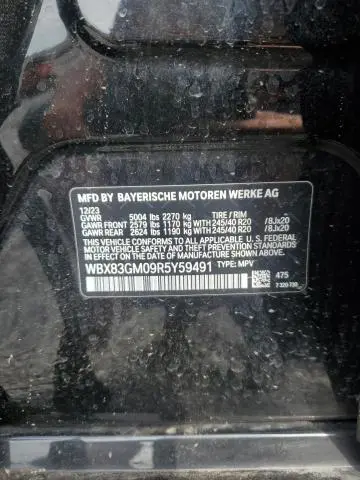 MFD BY BAYERISCHE MOTOREN WERKE AG
12/23
GVWR 5004 lbs 2270 kg TIRE / RIM
GAWR FRONT 2579 lbs 1170 kg WITH 245/40 R20 /8Jx20
GAWR REAR 2624 lbs 1190 kg WITH 245/40 R20 /8Jx20
THIS VEHICLE CONFORMS TO ALL APPLICABLE U.S. FEDERAL
MOTOR VEHICLE SAFETY AND THEFT PREVENTION STANDARDS
IN EFFECT ON THE DATE OF MANUFACTURE SHOWN ABOVE.
WBX83GM09R5Y59491 TYPE: MPV
475